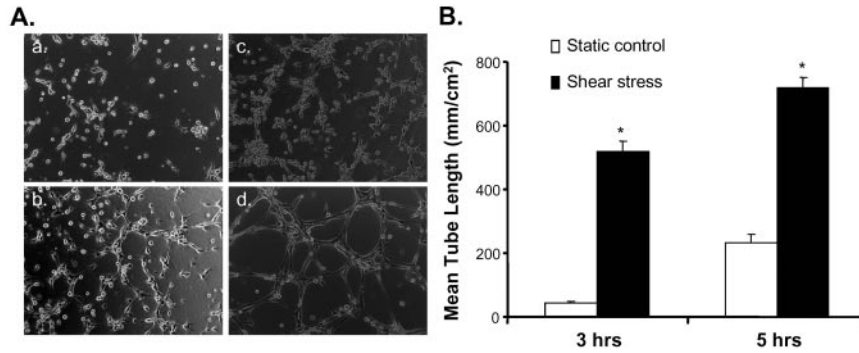 A.
a.
c.
b.
d.
B.
Static control
Shear stress
Mean Tube Length (mm/cm²)
800
600
400
200
0
*
*
3 hrs
5 hrs